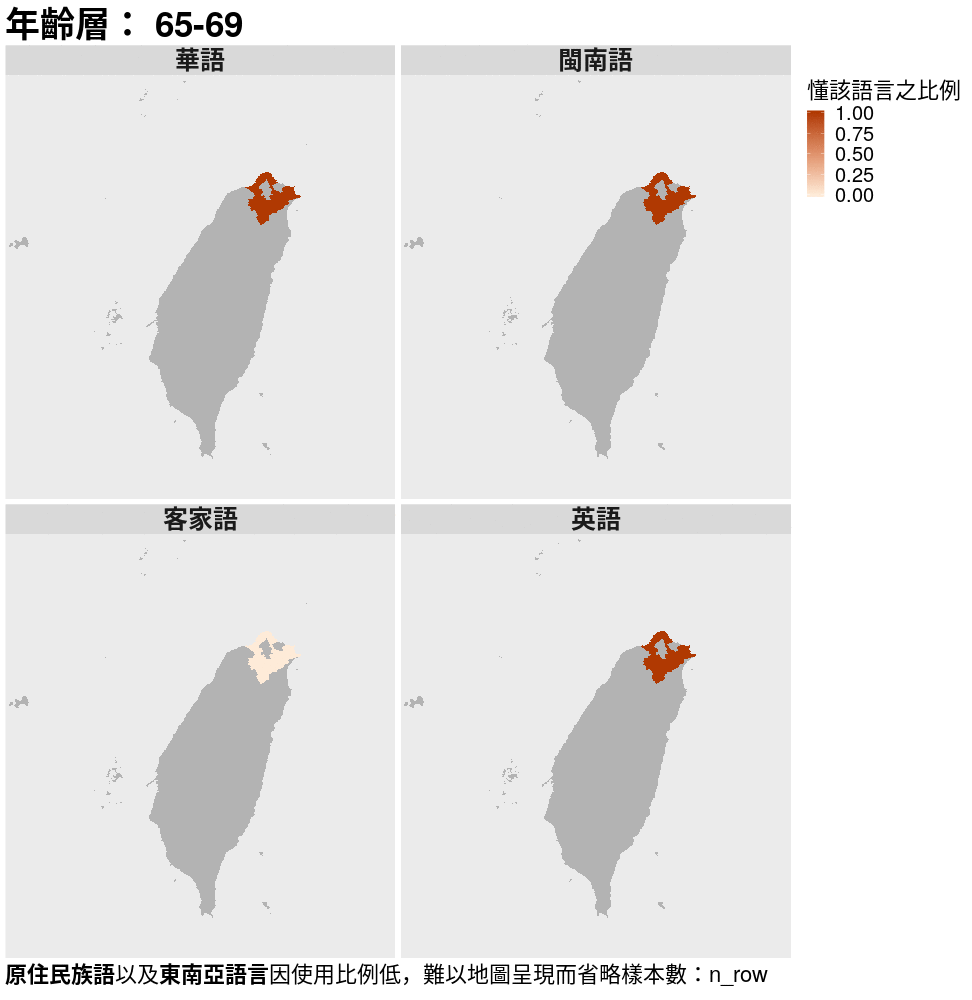 年齡層： 65-69
華語
閩南語
懂該語言之比例
1.00
0.75
0.50
0.25
0.00
客家語
英語
原住民族語以及東南亞語言因使用比例低，難以地圖呈現而省略樣本數：n_row